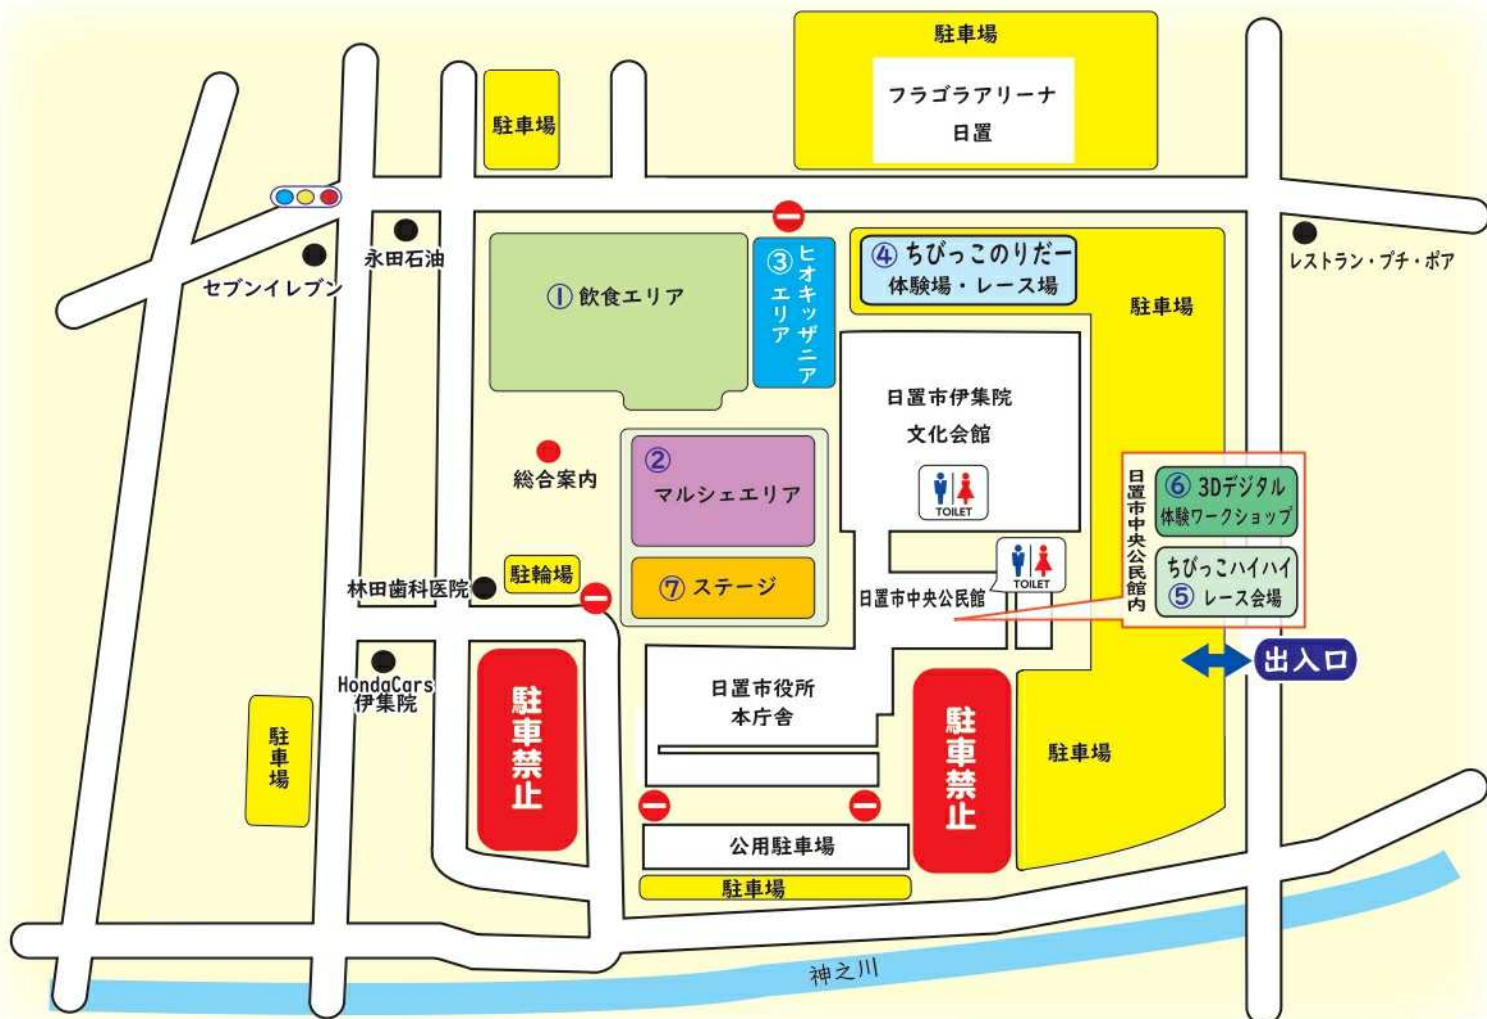 駐車場
フラゴラアリーナ
日置
駐車場
永田石油
セブンイレブン
① 飲食エリア
③ ヒオキッザニア
エリア
④ ちびっこのりだー
体験場・レース場
駐車場
レストラン・プチ・ポア
日置市伊集院
文化会館
TOILET
総合案内
②
マルシェエリア
⑦ ステージ
駐輪場
林田歯科医院
日置市中央公民館
TOILET
日置市中央公民館内
⑥ 3Dデジタル
体験ワークショップ
ちびっこハイハイ
⑤ レース会場
出入口
HondaCars
伊集院
駐車場
駐車禁止
日置市役所
本庁舎
駐車禁止
駐車場
公用駐車場
駐車場
神之川